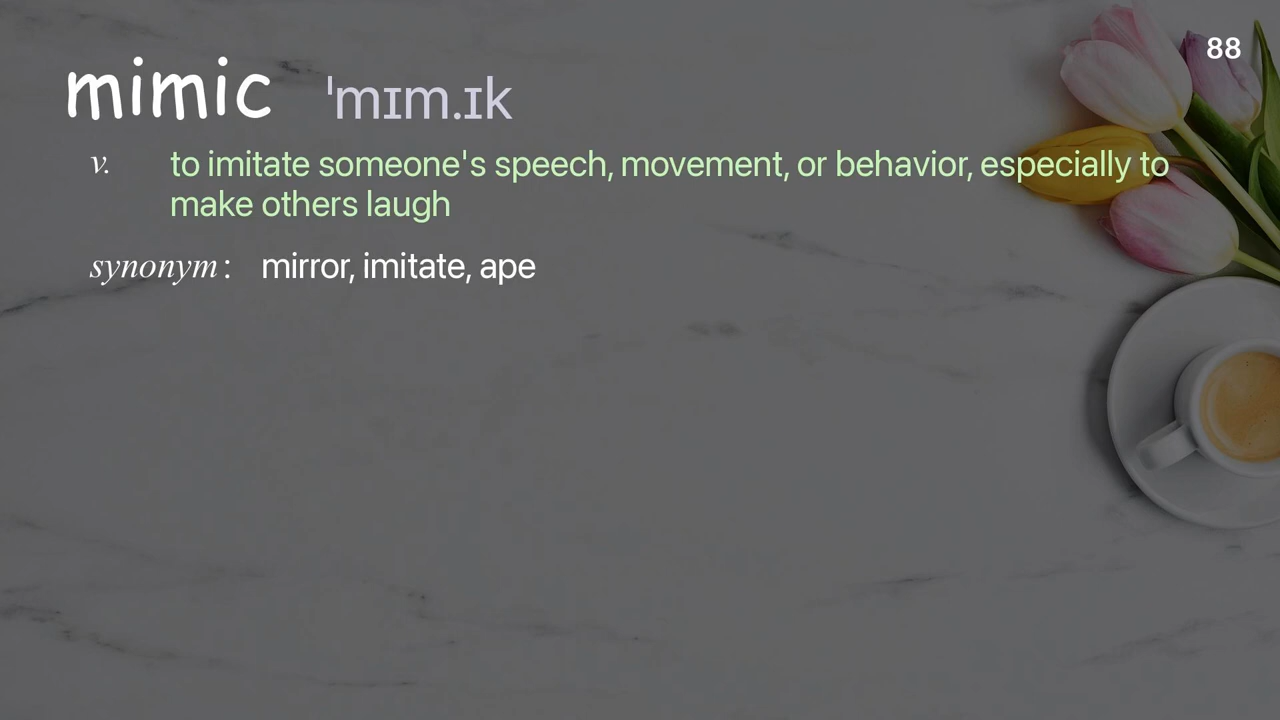 88
mimic ˈmɪm.ɪk
v. to imitate someone's speech, movement, or behavior, especially to
make others laugh
synonym : mirror, imitate, ape